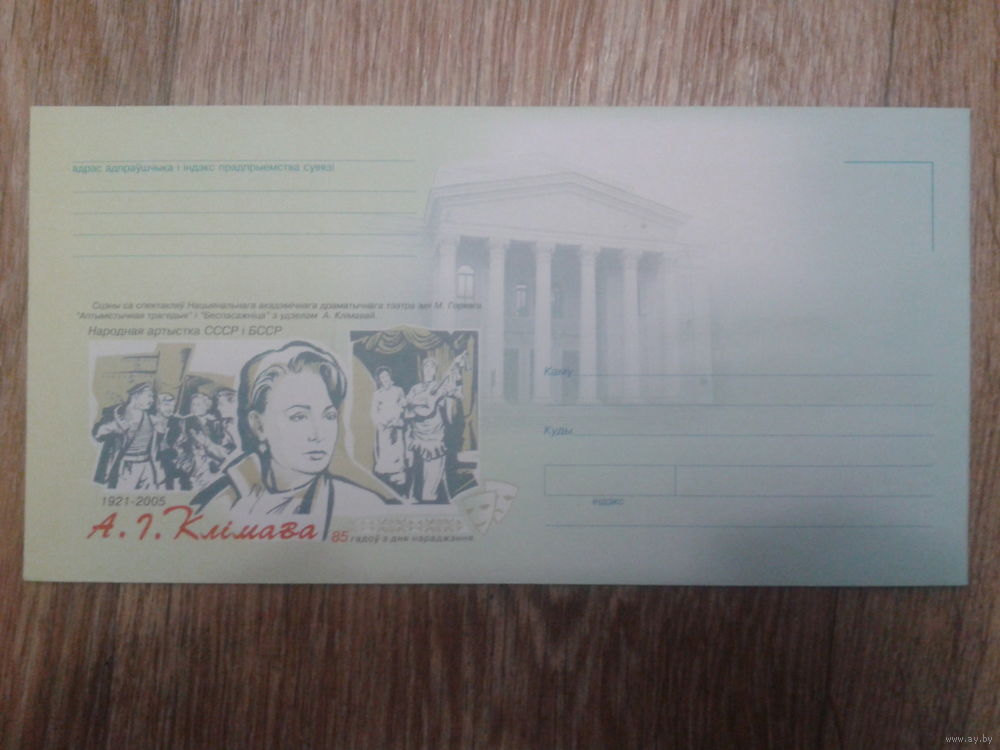 адрас адпраўшчыка і індэкс прадпрыемства сувязі
Сцэны са спектакляў Нацыянальнага акадэмічнага драматычнага тэатра імя М. Горкага
"Аптымістычная трагедыя" і "Беспасажніца" з удзелам А. Клімавай...
Народная артыстка СССР і БССР
Каму
Куды
індэкс
1921-2005
А. І. Клімава
85 гадоў з дня нараджэння
www.ay.by